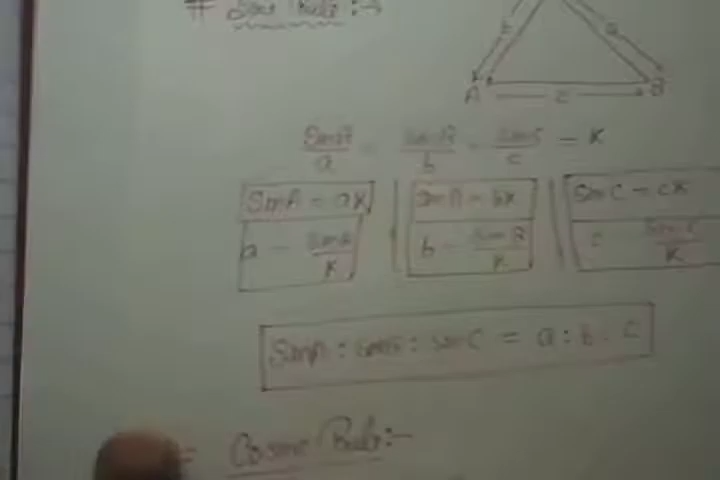 # Sine Rule :→
b a
A c B
SinA/a = SinB/b = SinC/c = K
SinA = aK SinB = bK SinC = cK
a = SinA/K b = SinB/K c = SinC/K
SinA : SinB : SinC = a : b : c
= Cosine Rule :-